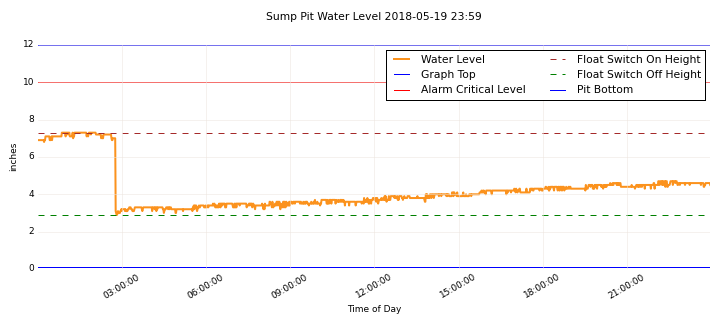 Sump Pit Water Level 2018-05-19 23:59
12
10
8
6
4
2
0
inches
Water Level
Graph Top
Alarm Critical Level
Float Switch On Height
Float Switch Off Height
Pit Bottom
03:00:00
06:00:00
09:00:00
12:00:00
15:00:00
18:00:00
21:00:00
Time of Day